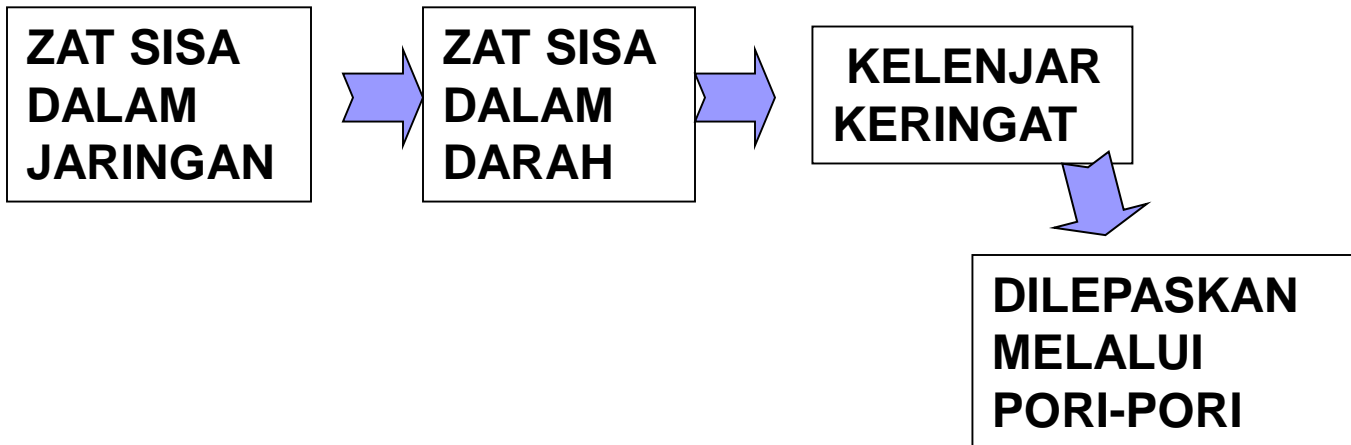 ZAT SISA
DALAM
JARINGAN
ZAT SISA
DALAM
DARAH
KELENJAR
KERINGAT
DILEPASKAN
MELALUI
PORI-PORI